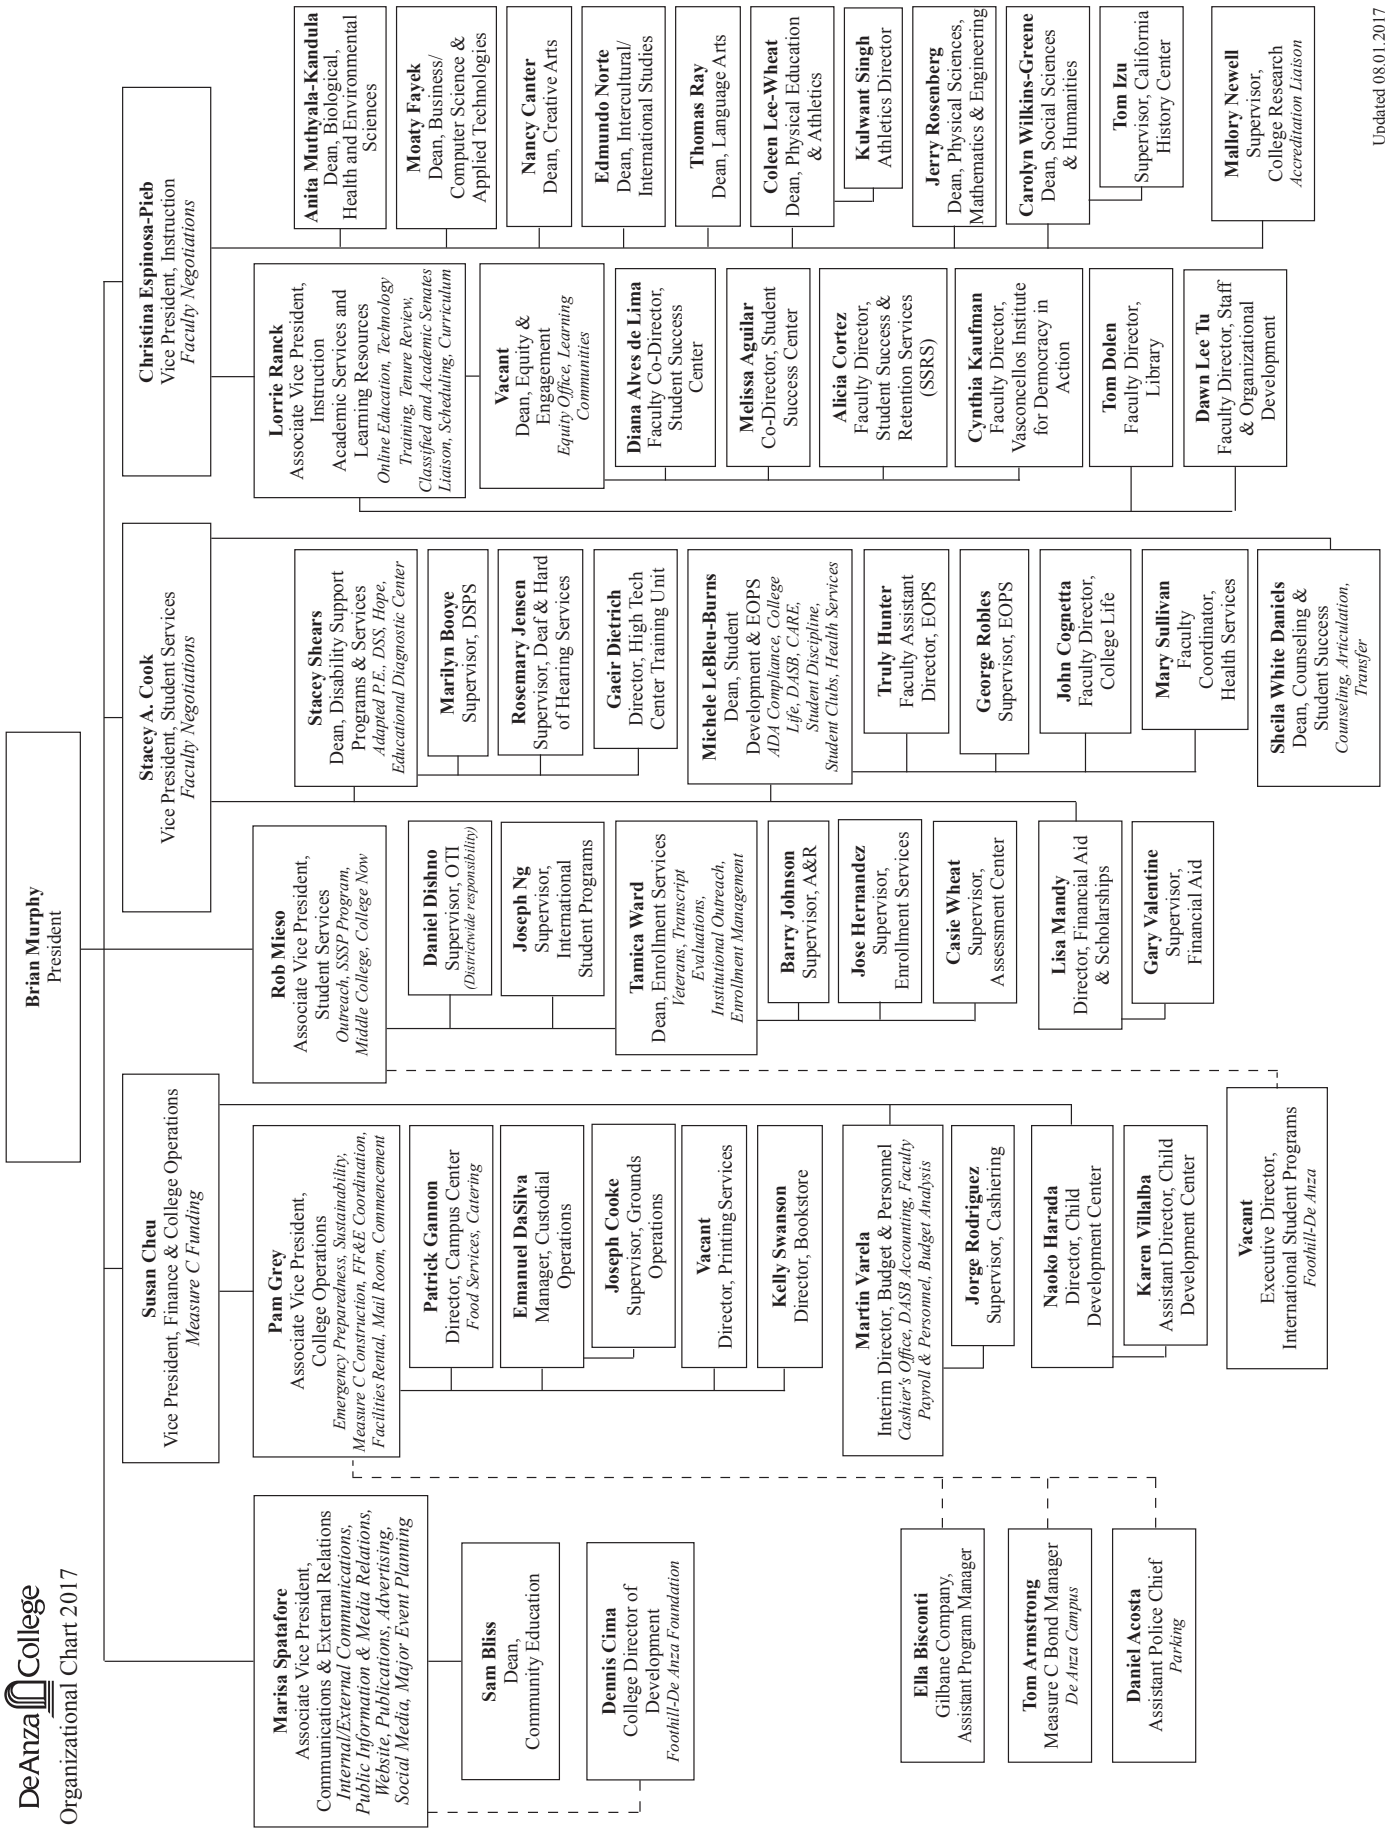 DeAnza College
Organizational Chart 2017
Brian Murphy
President
Marisa Spatafore
Associate Vice President,
Communications & External Relations
Internal/External Communications,
Public Information & Media Relations,
Website, Publications, Advertising,
Social Media, Major Event Planning
Sam Bliss
Dean,
Community Education
Dennis Cima
College Director of
Development
Foothill-De Anza Foundation
Susan Cheu
Vice President, Finance & College Operations
Measure C Funding
Pam Grey
Associate Vice President,
College Operations
Emergency Preparedness, Sustainability,
Measure C Construction, FF&E Coordination,
Facilities Rental, Mail Room, Commencement
Patrick Gannon
Director, Campus Center
Food Services, Catering
Emanuel DaSilva
Manager, Custodial
Operations
Joseph Cooke
Supervisor, Grounds
Operations
Vacant
Director, Printing Services
Kelly Swanson
Director, Bookstore
Martin Varela
Interim Director, Budget & Personnel
Cashier's Office, DASB Accounting, Faculty
Payroll & Personnel, Budget Analysis
Jorge Rodriguez
Supervisor, Cashiering
Naoko Harada
Director, Child
Development Center
Karen Villalba
Assistant Director, Child
Development Center
Ella Bisconti
Gilbane Company,
Assistant Program Manager
Tom Armstrong
Measure C Bond Manager
De Anza Campus
Daniel Acosta
Assistant Police Chief
Parking
Rob Mieso
Associate Vice President,
Student Services
Outreach, SSSP Program,
Middle College, College Now
Daniel Dishno
Supervisor, OTI
(Districtwide responsibility)
Joseph Ng
Supervisor,
International
Student Programs
Tamica Ward
Dean, Enrollment Services
Veterans, Transcript
Evaluations,
Institutional Outreach,
Enrollment Management
Barry Johnson
Supervisor, A&R
Jose Hernandez
Supervisor,
Enrollment Services
Casie Wheat
Supervisor,
Assessment Center
Vacant
Executive Director,
International Student Programs
Foothill-De Anza
Stacey A. Cook
Vice President, Student Services
Faculty Negotiations
Lisa Mandy
Director, Financial Aid
& Scholarships
Gary Valentine
Supervisor,
Financial Aid
Stacey Shears
Dean, Disability Support
Programs & Services
Adapted P.E., DSS, Hope,
Educational Diagnostic Center
Marilyn Booye
Supervisor, DSPS
Rosemary Jensen
Supervisor, Deaf & Hard
of Hearing Services
Gaeir Dietrich
Director, High Tech
Center Training Unit
Michele LeBleu-Burns
Dean, Student
Development & EOPS
ADA Compliance, College
Life, DASB, CARE,
Student Discipline,
Student Clubs, Health Services
Truly Hunter
Faculty Assistant
Director, EOPS
George Robles
Supervisor, EOPS
John Cognetta
Faculty Director,
College Life
Mary Sullivan
Faculty
Coordinator,
Health Services
Sheila White Daniels
Dean, Counseling &
Student Success
Counseling, Articulation,
Transfer
Christina Espinosa-Pieb
Vice President, Instruction
Faculty Negotiations
Lorrie Ranck
Associate Vice President,
Instruction
Academic Services and
Learning Resources
Online Education, Technology
Training, Tenure Review,
Classified and Academic Senates
Liaison, Scheduling, Curriculum
Vacant
Dean, Equity &
Engagement
Equity Office, Learning
Communities
Diana Alves de Lima
Faculty Co-Director,
Student Success
Center
Melissa Aguilar
Co-Director, Student
Success Center
Alicia Cortez
Faculty Director,
Student Success &
Retention Services
(SSRS)
Cynthia Kaufman
Faculty Director,
Vasconcellos Institute
for Democracy in
Action
Tom Dolen
Faculty Director,
Library
Dawn Lee Tu
Faculty Director, Staff
& Organizational
Development
Anita Muthyala-Kandula
Dean, Biological,
Health and Environmental
Sciences
Moaty Fayek
Dean, Business/
Computer Science &
Applied Technologies
Nancy Canter
Dean, Creative Arts
Edmundo Norte
Dean, Intercultural/
International Studies
Thomas Ray
Dean, Language Arts
Coleen Lee-Wheat
Dean, Physical Education
& Athletics
Kulwant Singh
Athletics Director
Jerry Rosenberg
Dean, Physical Sciences,
Mathematics & Engineering
Carolyn Wilkins-Greene
Dean, Social Sciences
& Humanities
Tom Izu
Supervisor, California
History Center
Mallory Newell
Supervisor,
College Research
Accreditation Liaison
Updated 08.01.2017